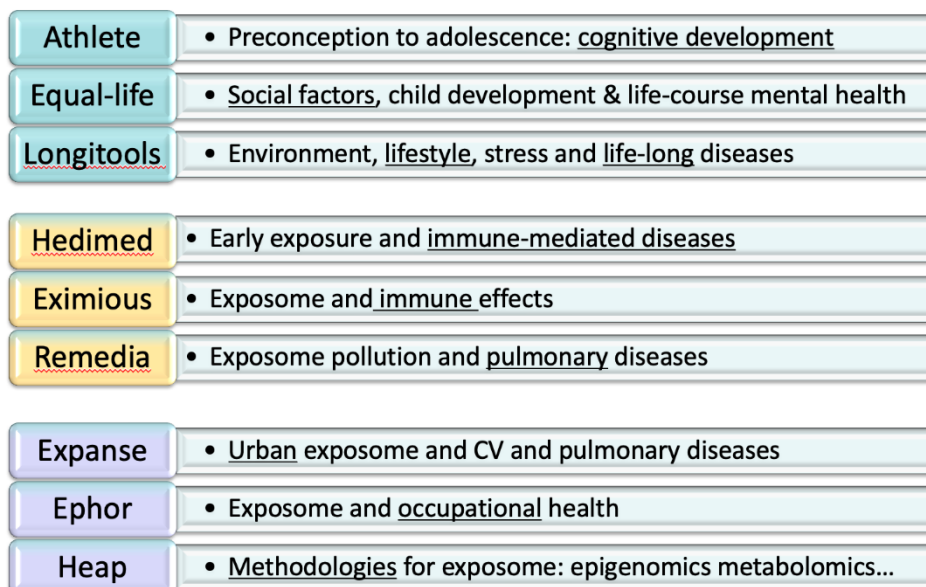 Athlete • Preconception to adolescence: cognitive development
Equal-life • Social factors, child development & life-course mental health
Longitools • Environment, lifestyle, stress and life-long diseases
Hedimed • Early exposure and immune-mediated diseases
Eximious • Exposome and immune effects
Remedia • Exposome pollution and pulmonary diseases
Expanse • Urban exposome and CV and pulmonary diseases
Ephor • Exposome and occupational health
Heap • Methodologies for exposome: epigenomics metabolomics...